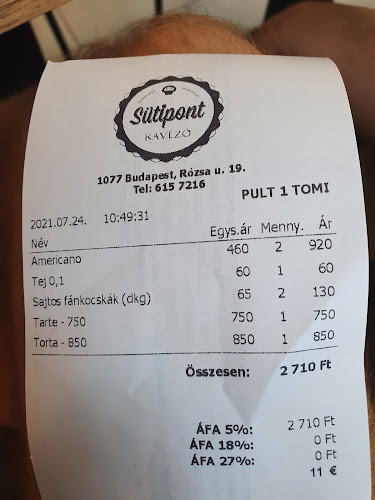 Sütipont
KÁVÉZÓ
1077 Budapest, Rózsa u. 19.
Tel: 615 7216
PULT 1 TOMI
2021.07.24. 10:49:31
Név Egys.ár Menny. Ár
Americano 460 2 920
Tej 0,1 60 1 60
Sajtos fánkocskák (dkg) 65 2 130
Tarte - 750 750 1 750
Torta - 850 850 1 850
Összesen: 2 710 Ft
ÁFA 5%: 2 710 Ft
ÁFA 18%: 0 Ft
ÁFA 27%: 0 Ft
11 €